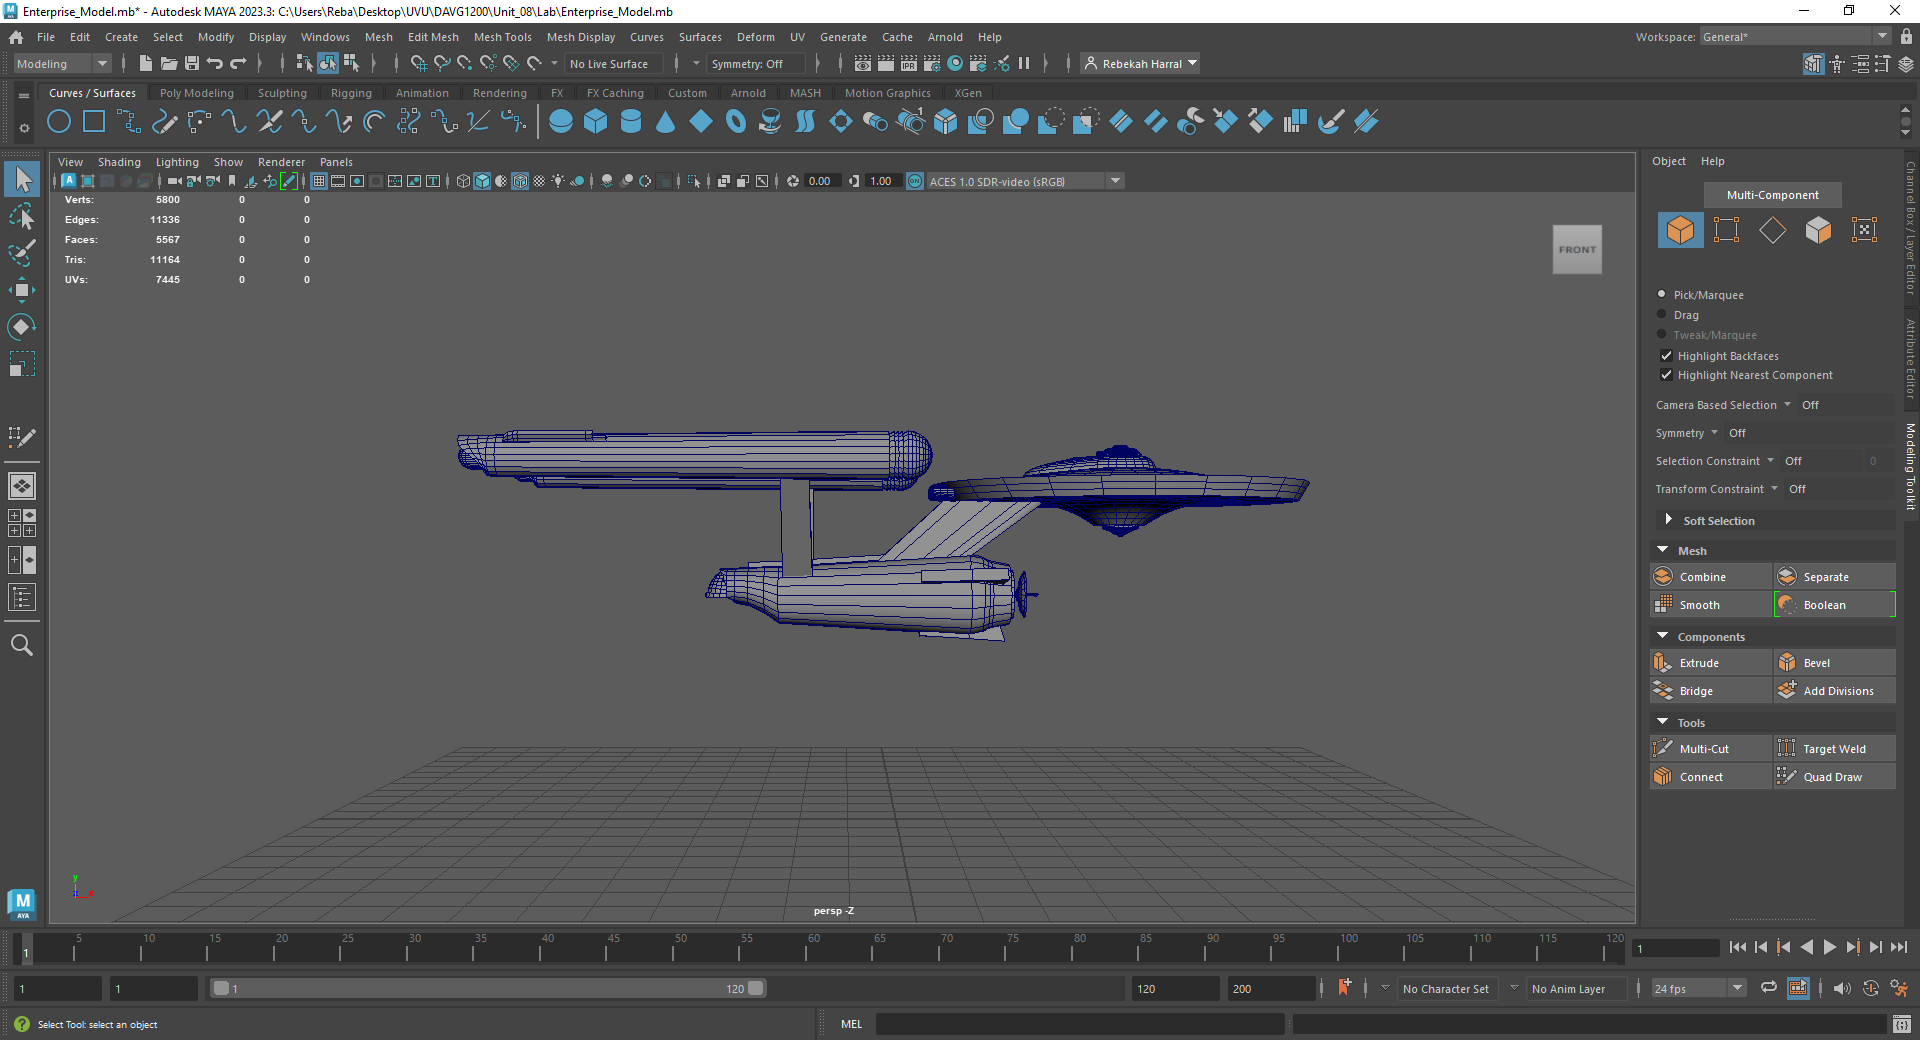 Enterprise_Model.mb* - Autodesk MAYA 2023.3: C:\Users\Reba\Desktop\UVU\DAVG1200\Unit_08\Lab\Enterprise_Model.mb
File Edit Create Select Modify Display Windows Mesh Edit Mesh Mesh Tools Mesh Display Curves Surfaces Deform UV Generate Cache Arnold Help
Workspace: General*
Modeling
No Live Surface
Symmetry: Off
IPR
Rebekah Harral
Curves / Surfaces Poly Modeling Sculpting Rigging Animation Rendering FX FX Caching Custom Arnold MASH Motion Graphics XGen
View Shading Lighting Show Renderer Panels
0.00
1.00
ON
ACES 1.0 SDR-video (sRGB)
Verts: 5800 0 0
Edges: 11336 0 0
Faces: 5567 0 0
Tris: 11164 0 0
UVs: 7445 0 0
FRONT
y
x
z
persp -Z
Object Help
Multi-Component
Pick/Marquee
Drag
Tweak/Marquee
Highlight Backfaces
Highlight Nearest Component
Camera Based Selection Off
Symmetry Off
Selection Constraint Off 0
Transform Constraint Off
Soft Selection
Mesh
Combine Separate
Smooth Boolean
Components
Extrude Bevel
Bridge Add Divisions
Tools
Multi-Cut Target Weld
Connect Quad Draw
Channel Box / Layer Editor
Attribute Editor
Modeling Toolkit
M
AYA
1 5 10 15 20 25 30 35 40 45 50 55 60 65 70 75 80 85 90 95 100 105 110 115 120
1
1 1 1 120 120 200
No Character Set
No Anim Layer
24 fps
Select Tool: select an object
MEL